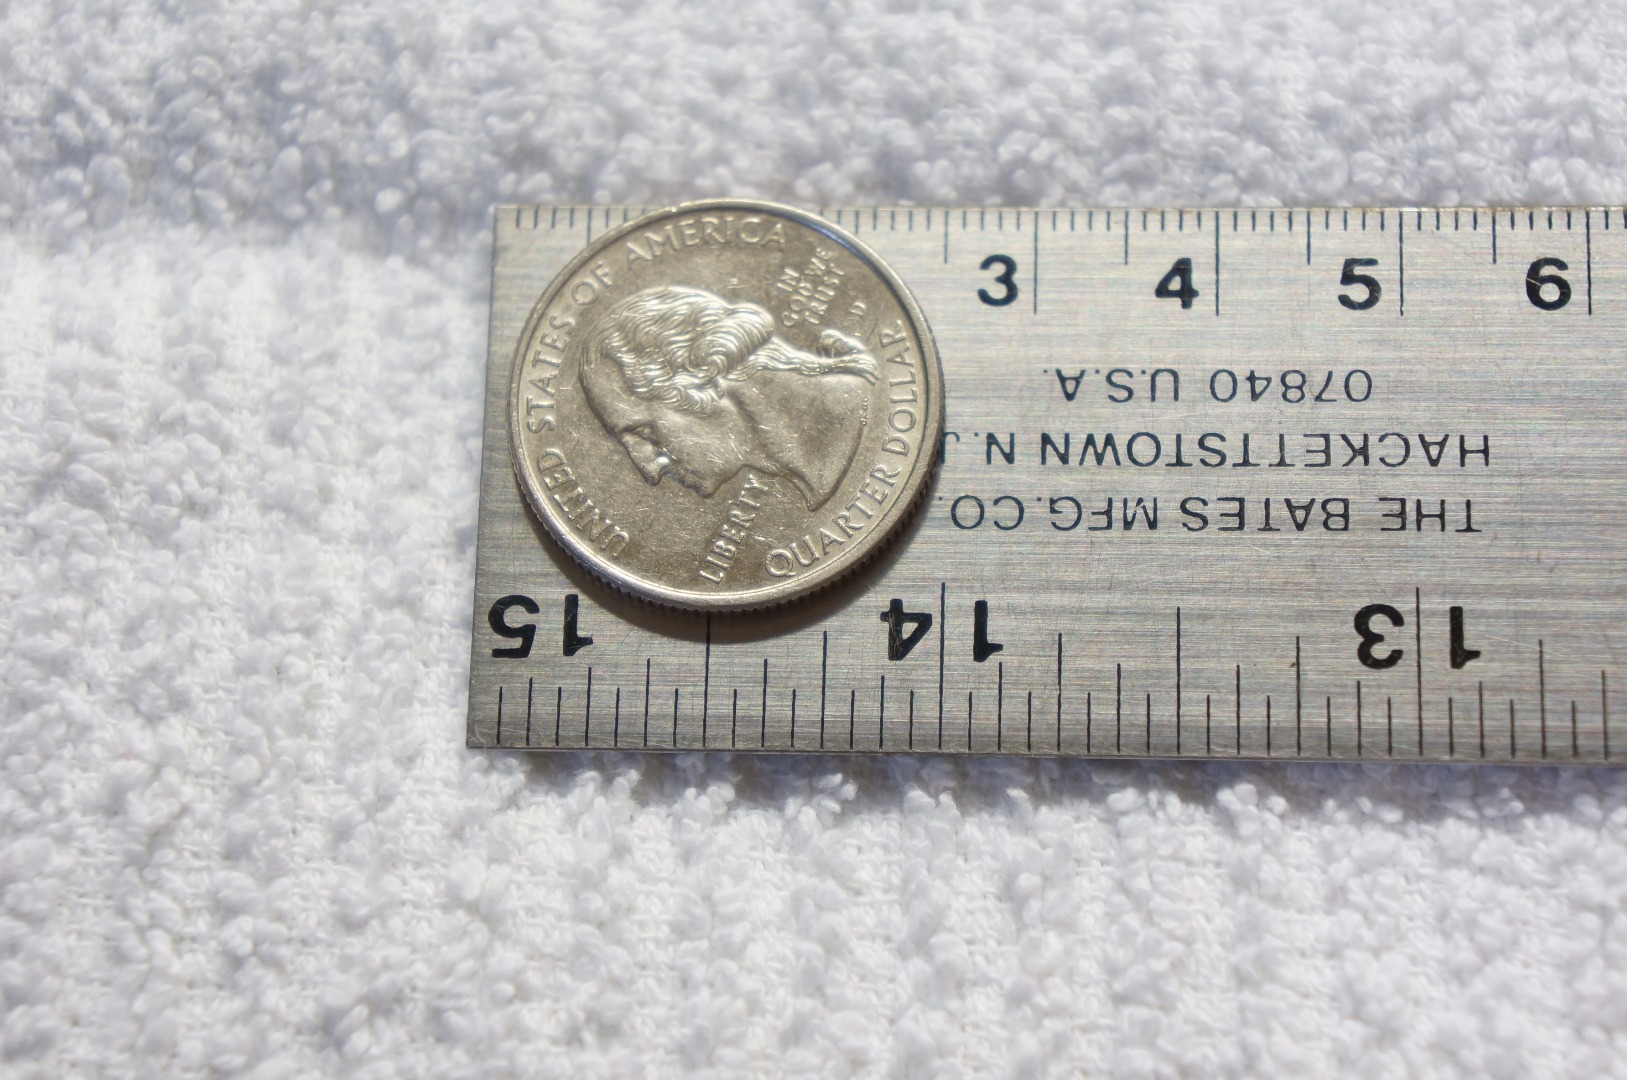 UNITED STATES OF AMERICA
IN
GOD WE
TRUST
D
LIBERTY
QUARTER DOLLAR
3 4 5 6
THE BATES MFG. CO.
HACKETTSTOWN N.J.
07840 U.S.A.
13 14 15